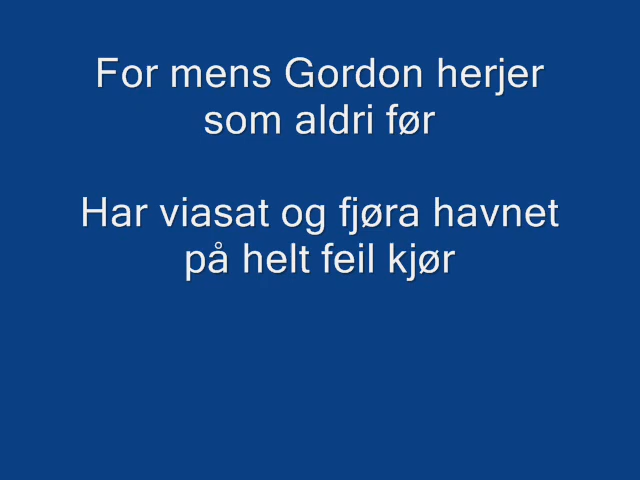 For mens Gordon herjer
som aldri før
Har viasat og fjøra havnet
på helt feil kjør